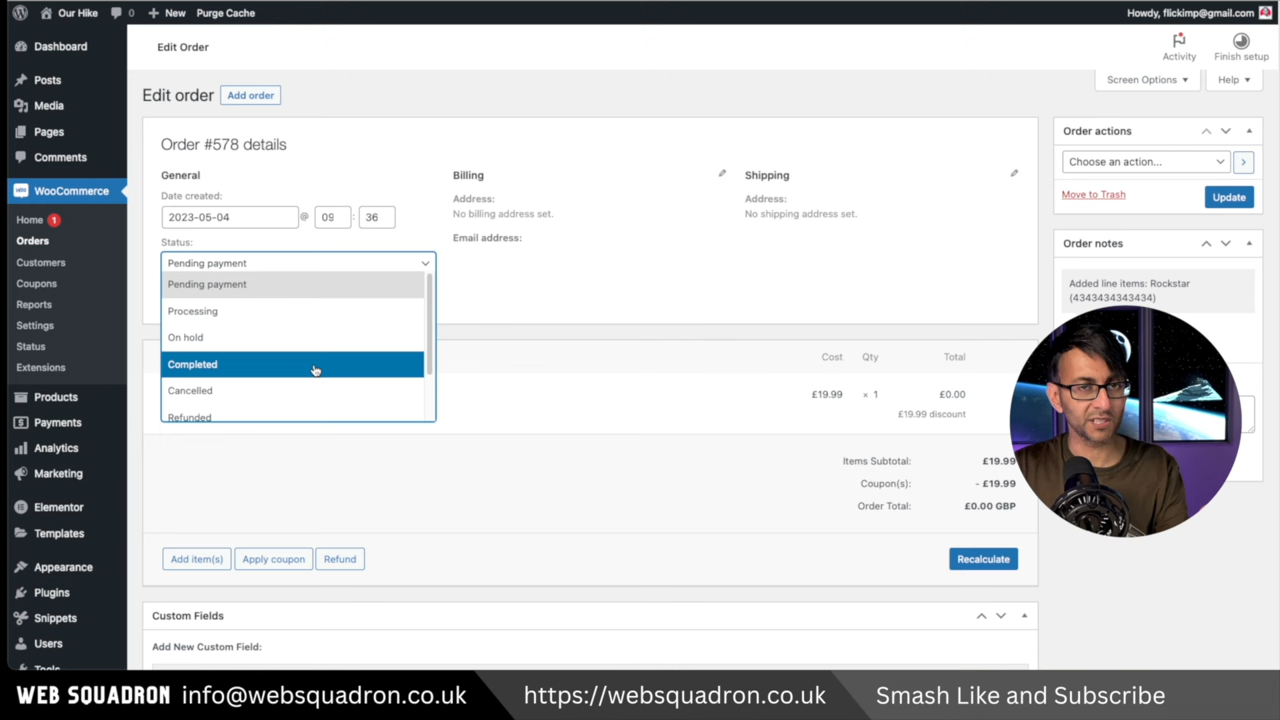 Our Hike
0
New
Purge Cache
Howdy, flickimp@gmail.com
Dashboard
Posts
Media
Pages
Comments
WooCommerce
Home 1
Orders
Customers
Coupons
Reports
Settings
Status
Extensions
Products
Payments
Analytics
Marketing
Elementor
Templates
Appearance
Plugins
Snippets
Users
Tools
Edit Order
Activity
Finish setup
Screen Options
Help
Edit order
Add order
Order #578 details
General
Date created:
2023-05-04 @ 09 : 36
Status:
Pending payment
Pending payment
Processing
On hold
Completed
Cancelled
Refunded
Billing
Address:
No billing address set.
Email address:
Shipping
Address:
No shipping address set.
Cost Qty Total
£19.99 × 1 £0.00
£19.99 discount
Items Subtotal: £19.99
Coupon(s): - £19.99
Order Total: £0.00 GBP
Add item(s)
Apply coupon
Refund
Recalculate
Custom Fields
Add New Custom Field:
Order actions
Choose an action...
Move to Trash
Update
Order notes
Added line items: Rockstar
(4343434343434)
WEB SQUADRON info@websquadron.co.uk
https://websquadron.co.uk
Smash Like and Subscribe